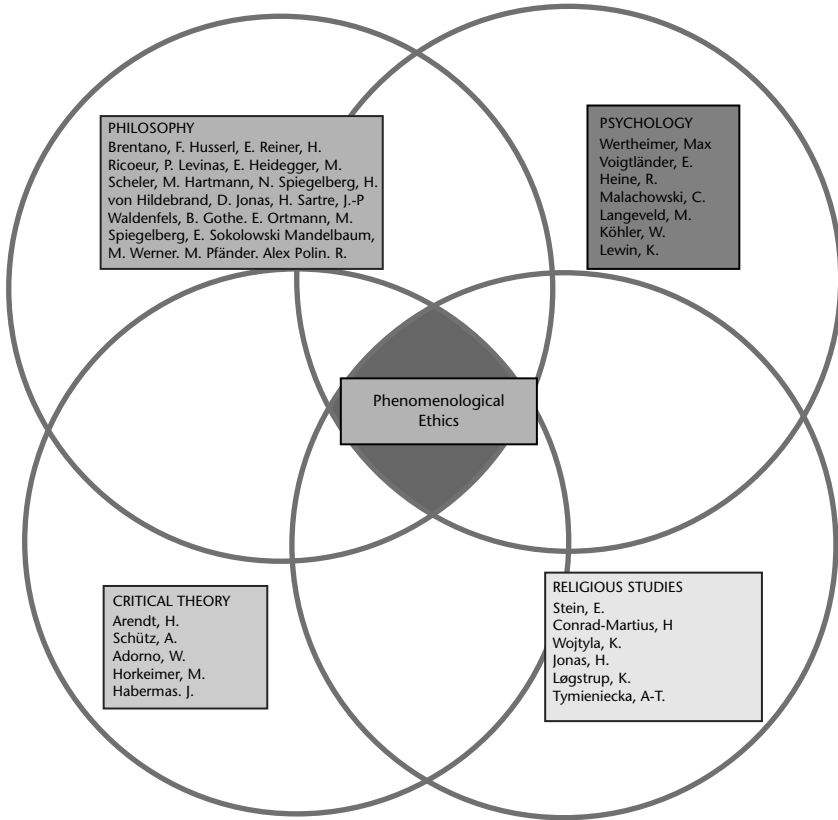 PHILOSOPHY
Brentano, F. Husserl, E. Reiner, H.
Ricoeur, P. Levinas, E. Heidegger, M.
Scheler, M. Hartmann, N. Spiegelberg, H.
von Hildebrand, D. Jonas, H. Sartre, J.-P
Waldenfels, B. Gothe. E. Ortmann, M.
Spiegelberg, E. Sokolowski Mandelbaum,
M. Werner. M. Pfänder. Alex Polin. R.
PSYCHOLOGY
Wertheimer, Max
Voigtländer, E.
Heine, R.
Malachowski, C.
Langeveld, M.
Köhler, W.
Lewin, K.
Phenomenological
Ethics
CRITICAL THEORY
Arendt, H.
Schütz, A.
Adorno, W.
Horkeimer, M.
Habermas. J.
RELIGIOUS STUDIES
Stein, E.
Conrad-Martius, H
Wojtyla, K.
Jonas, H.
Løgstrup, K.
Tymieniecka, A-T.